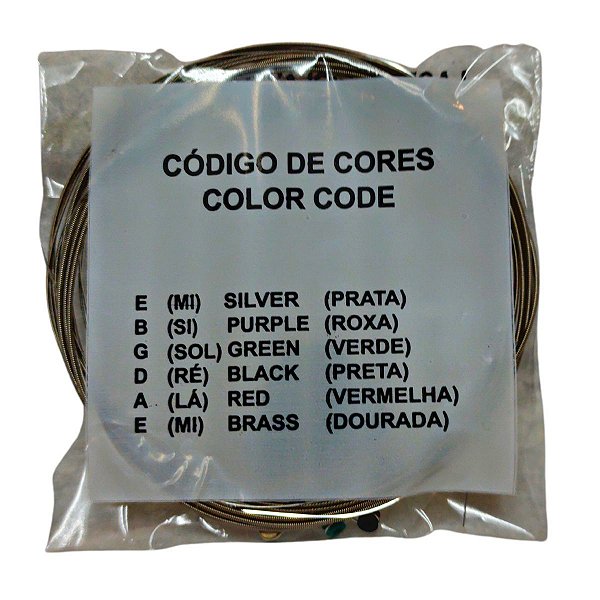 CÓDIGO DE CORES
COLOR CODE
E (MI) SILVER (PRATA)
B (SI) PURPLE (ROXA)
G (SOL) GREEN (VERDE)
D (RÉ) BLACK (PRETA)
A (LÁ) RED (VERMELHA)
E (MI) BRASS (DOURADA)